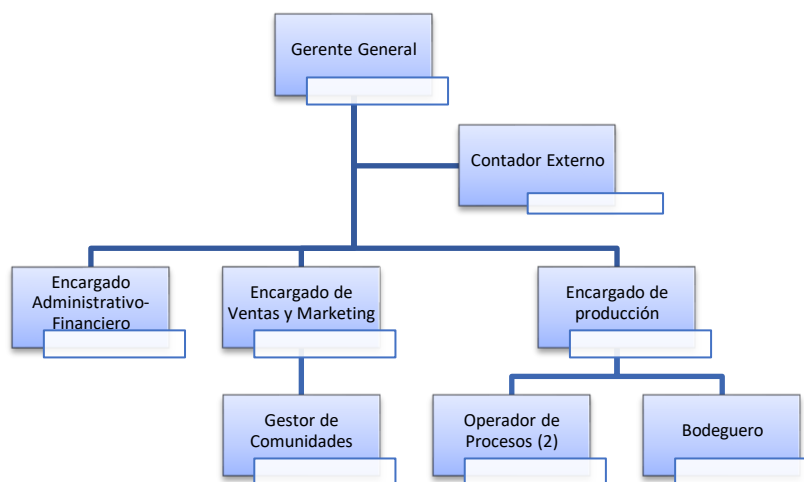 Gerente General
Contador Externo
Encargado
Administrativo-
Financiero
Encargado de
Ventas y Marketing
Encargado de
producción
Gestor de
Comunidades
Operador de
Procesos (2)
Bodeguero